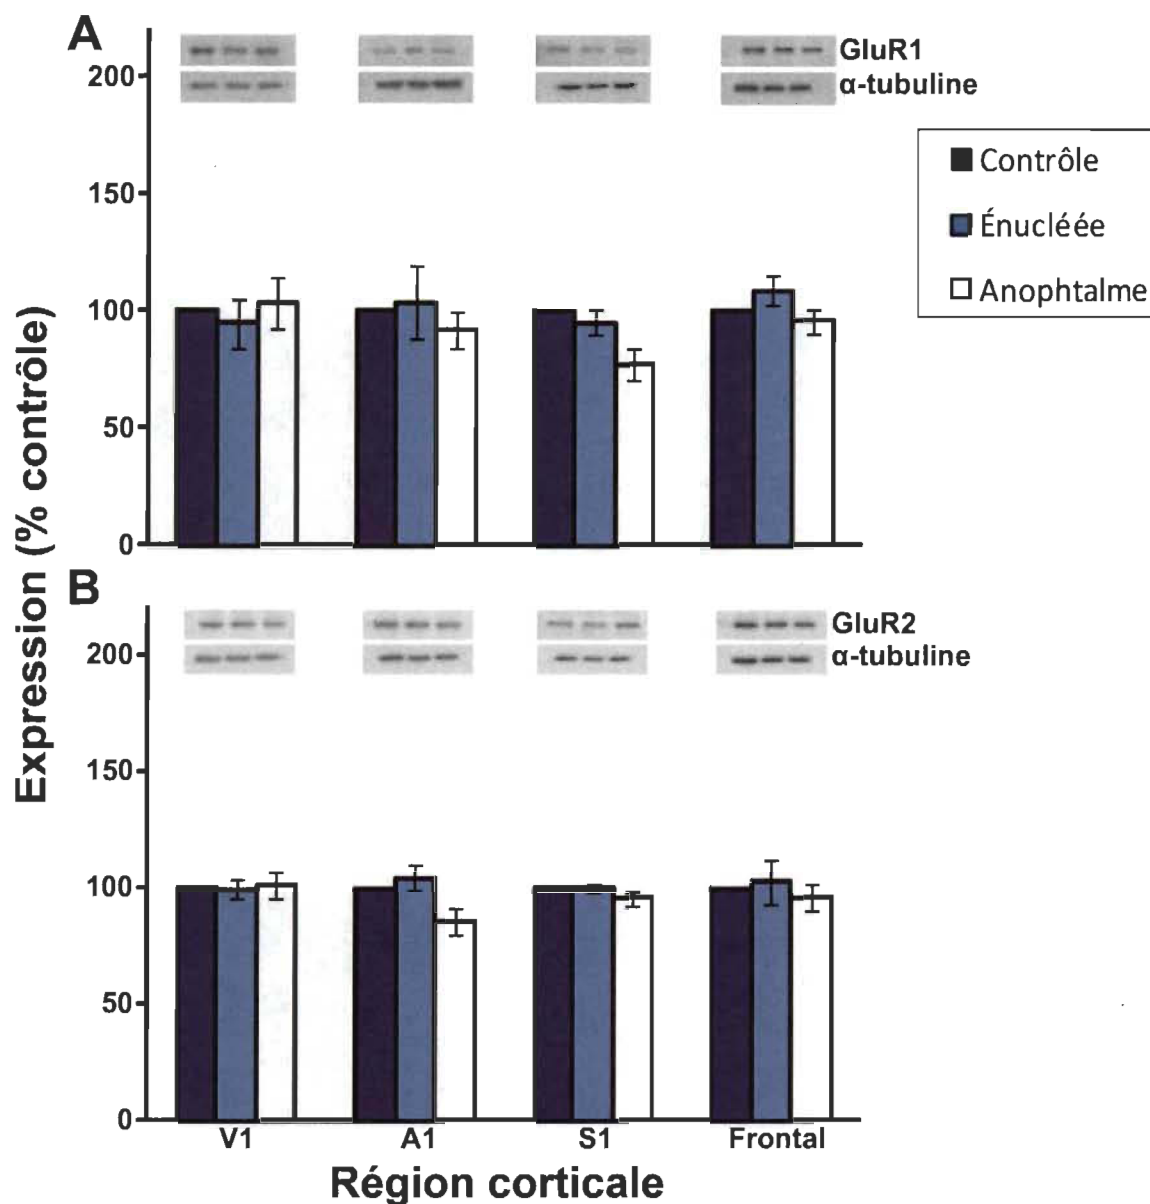 A
GluR1
α-tubuline
200
150
100
50
0
Contrôle
Énucléée
Anophtalme
Expression (% contrôle)
B
GluR2
α-tubuline
200
150
100
50
0
V1 A1 S1 Frontal
Région corticale